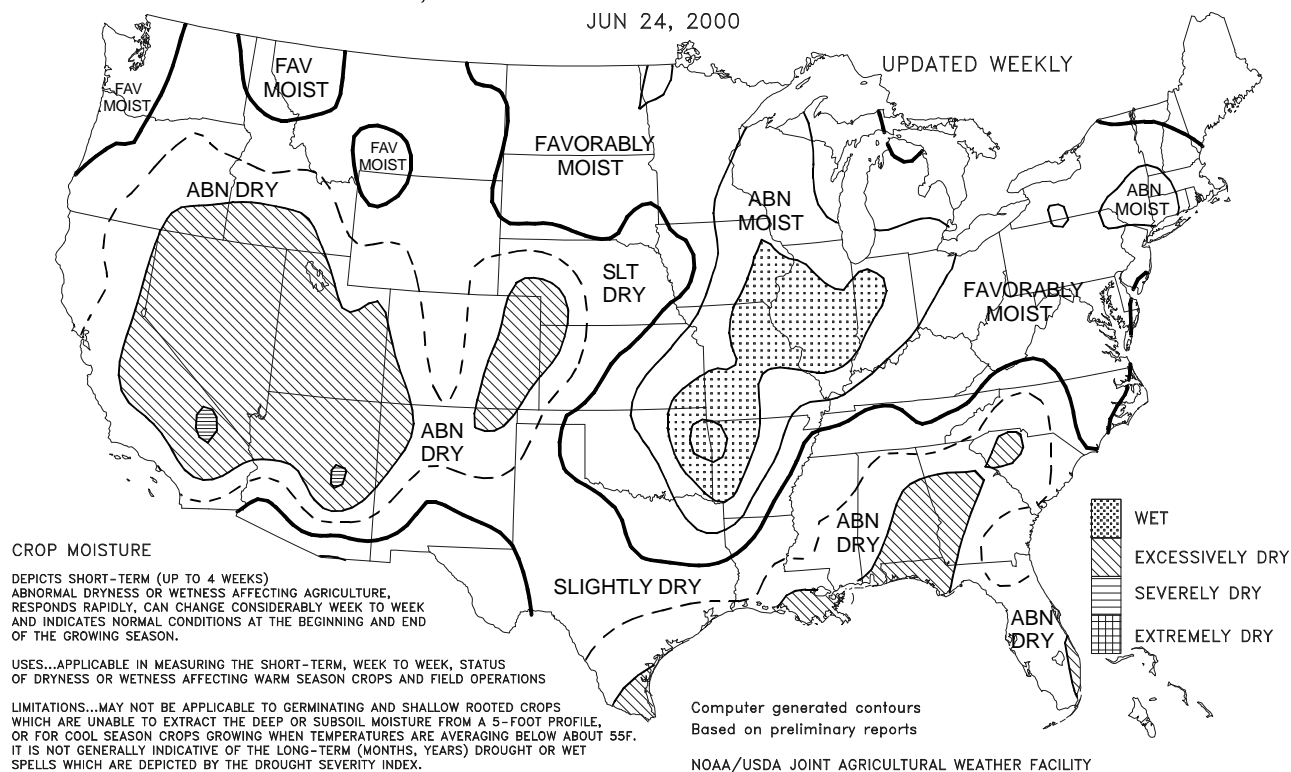 JUN 24, 2000
UPDATED WEEKLY
FAV
MOIST
FAV
MOIST
FAV
MOIST
FAVORABLY
MOIST
ABN DRY
ABN
MOIST
ABN
MOIST
SLT
DRY
FAVORABLY
MOIST
ABN
DRY
ABN
DRY
SLIGHTLY DRY
ABN
DRY
WET
EXCESSIVELY DRY
SEVERELY DRY
EXTREMELY DRY
CROP MOISTURE
DEPICTS SHORT-TERM (UP TO 4 WEEKS)
ABNORMAL DRYNESS OR WETNESS AFFECTING AGRICULTURE,
RESPONDS RAPIDLY, CAN CHANGE CONSIDERABLY WEEK TO WEEK
AND INDICATES NORMAL CONDITIONS AT THE BEGINNING AND END
OF THE GROWING SEASON.
USES...APPLICABLE IN MEASURING THE SHORT-TERM, WEEK TO WEEK, STATUS
OF DRYNESS OR WETNESS AFFECTING WARM SEASON CROPS AND FIELD OPERATIONS
LIMITATIONS...MAY NOT BE APPLICABLE TO GERMINATING AND SHALLOW ROOTED CROPS
WHICH ARE UNABLE TO EXTRACT THE DEEP OR SUBSOIL MOISTURE FROM A 5-FOOT PROFILE,
OR FOR COOL SEASON CROPS GROWING WHEN TEMPERATURES ARE AVERAGING BELOW ABOUT 55F.
IT IS NOT GENERALLY INDICATIVE OF THE LONG-TERM (MONTHS, YEARS) DROUGHT OR WET
SPELLS WHICH ARE DEPICTED BY THE DROUGHT SEVERITY INDEX.
Computer generated contours
Based on preliminary reports
NOAA/USDA JOINT AGRICULTURAL WEATHER FACILITY